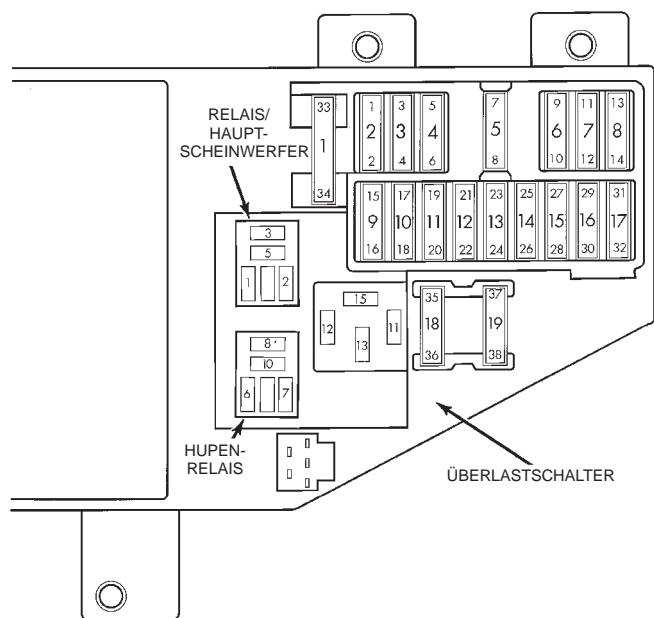 33 1 3 5 7 9 11 13
1 2 3 4 5 6 7 8
34 2 4 6 8 10 12 14
RELAIS/
HAUPT-
SCHEINWERFER
15 17 19 21 23 25 27 29 31
9 10 11 12 13 14 15 16 17
16 18 20 22 24 26 28 30 32
3
5
1 2
15
12 11
13
35 37
18 19
36 38
8
10
6 7
HUPEN-
RELAIS
ÜBERLASTSCHALTER